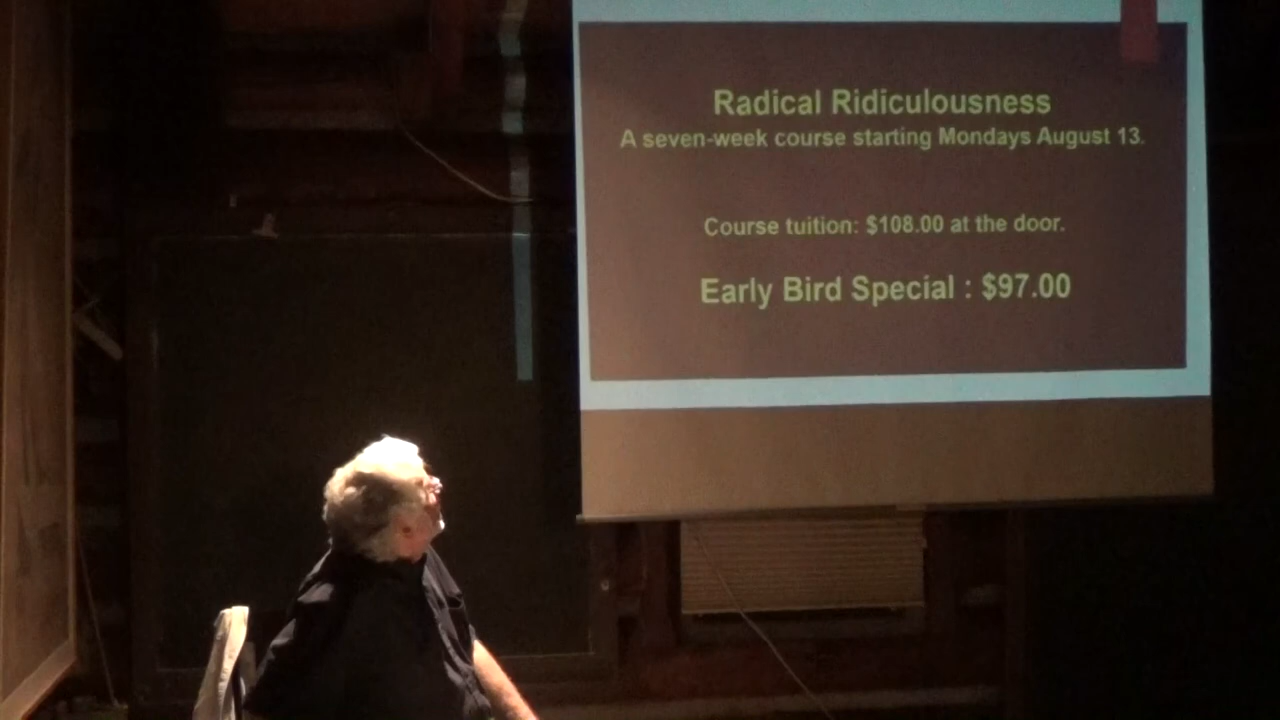 Radical Ridiculousness
A seven-week course starting Mondays August 13.
Course tuition: $108.00 at the door.
Early Bird Special : $97.00